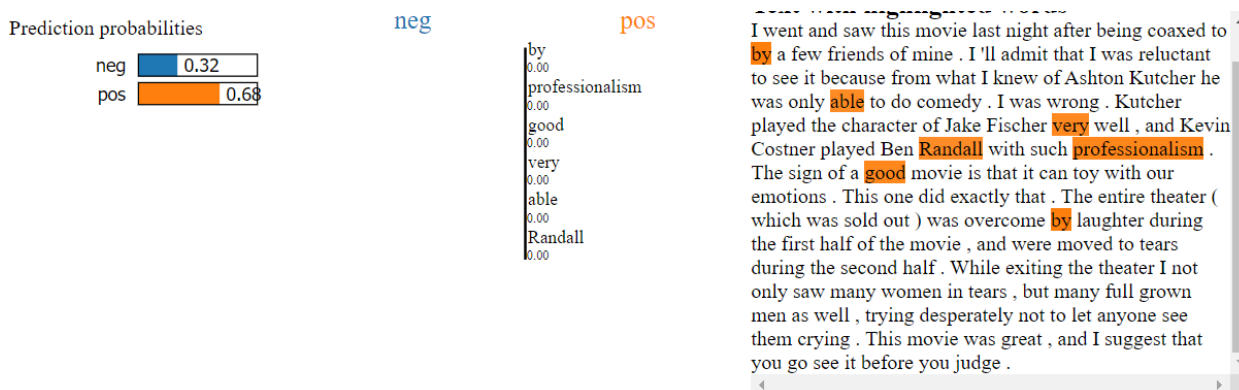 Prediction probabilities
neg 0.32
pos 0.68
neg pos
by
0.00
professionalism
0.00
good
0.00
very
0.00
able
0.00
Randall
0.00
Text with highlighted words
I went and saw this movie last night after being coaxed to
by a few friends of mine . I 'll admit that I was reluctant
to see it because from what I knew of Ashton Kutcher he
was only able to do comedy . I was wrong . Kutcher
played the character of Jake Fischer very well , and Kevin
Costner played Ben Randall with such professionalism .
The sign of a good movie is that it can toy with our
emotions . This one did exactly that . The entire theater (
which was sold out ) was overcome by laughter during
the first half of the movie , and were moved to tears
during the second half . While exiting the theater I not
only saw many women in tears , but many full grown
men as well , trying desperately not to let anyone see
them crying . This movie was great , and I suggest that
you go see it before you judge .